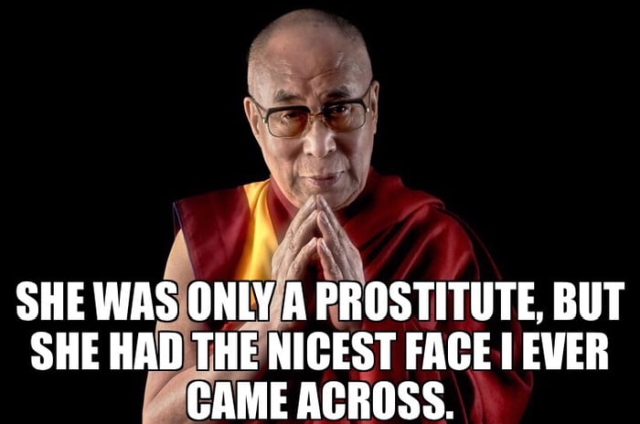 SHE WAS ONLY A PROSTITUTE, BUT
SHE HAD THE NICEST FACE I EVER
CAME ACROSS.